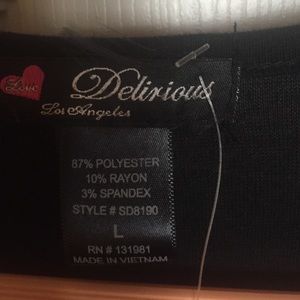 Love
Delirious
Los Angeles
87% POLYESTER
10% RAYON
3% SPANDEX
STYLE # SD8190
L
RN # 131981
MADE IN VIETNAM